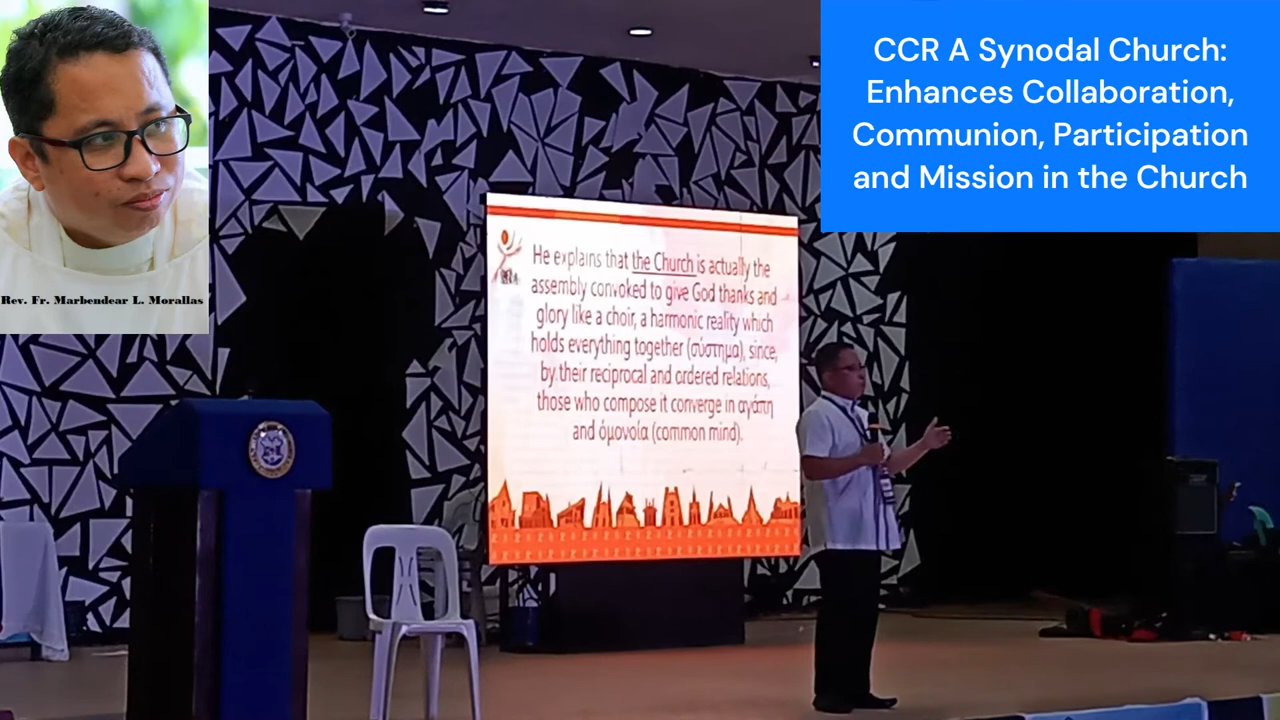 CCR A Synodal Church:
Enhances Collaboration,
Communion, Participation
and Mission in the Church
Rev. Fr. Marbendear L. Morallas
He explains that the Church is actually the
assembly convoked to give God thanks and
glory like a choir, a harmonic reality which
holds everything together (σύστημα), since,
by their reciprocal and ordered relations,
those who compose it converge in αγάπη
and ὁμονοία (common mind).